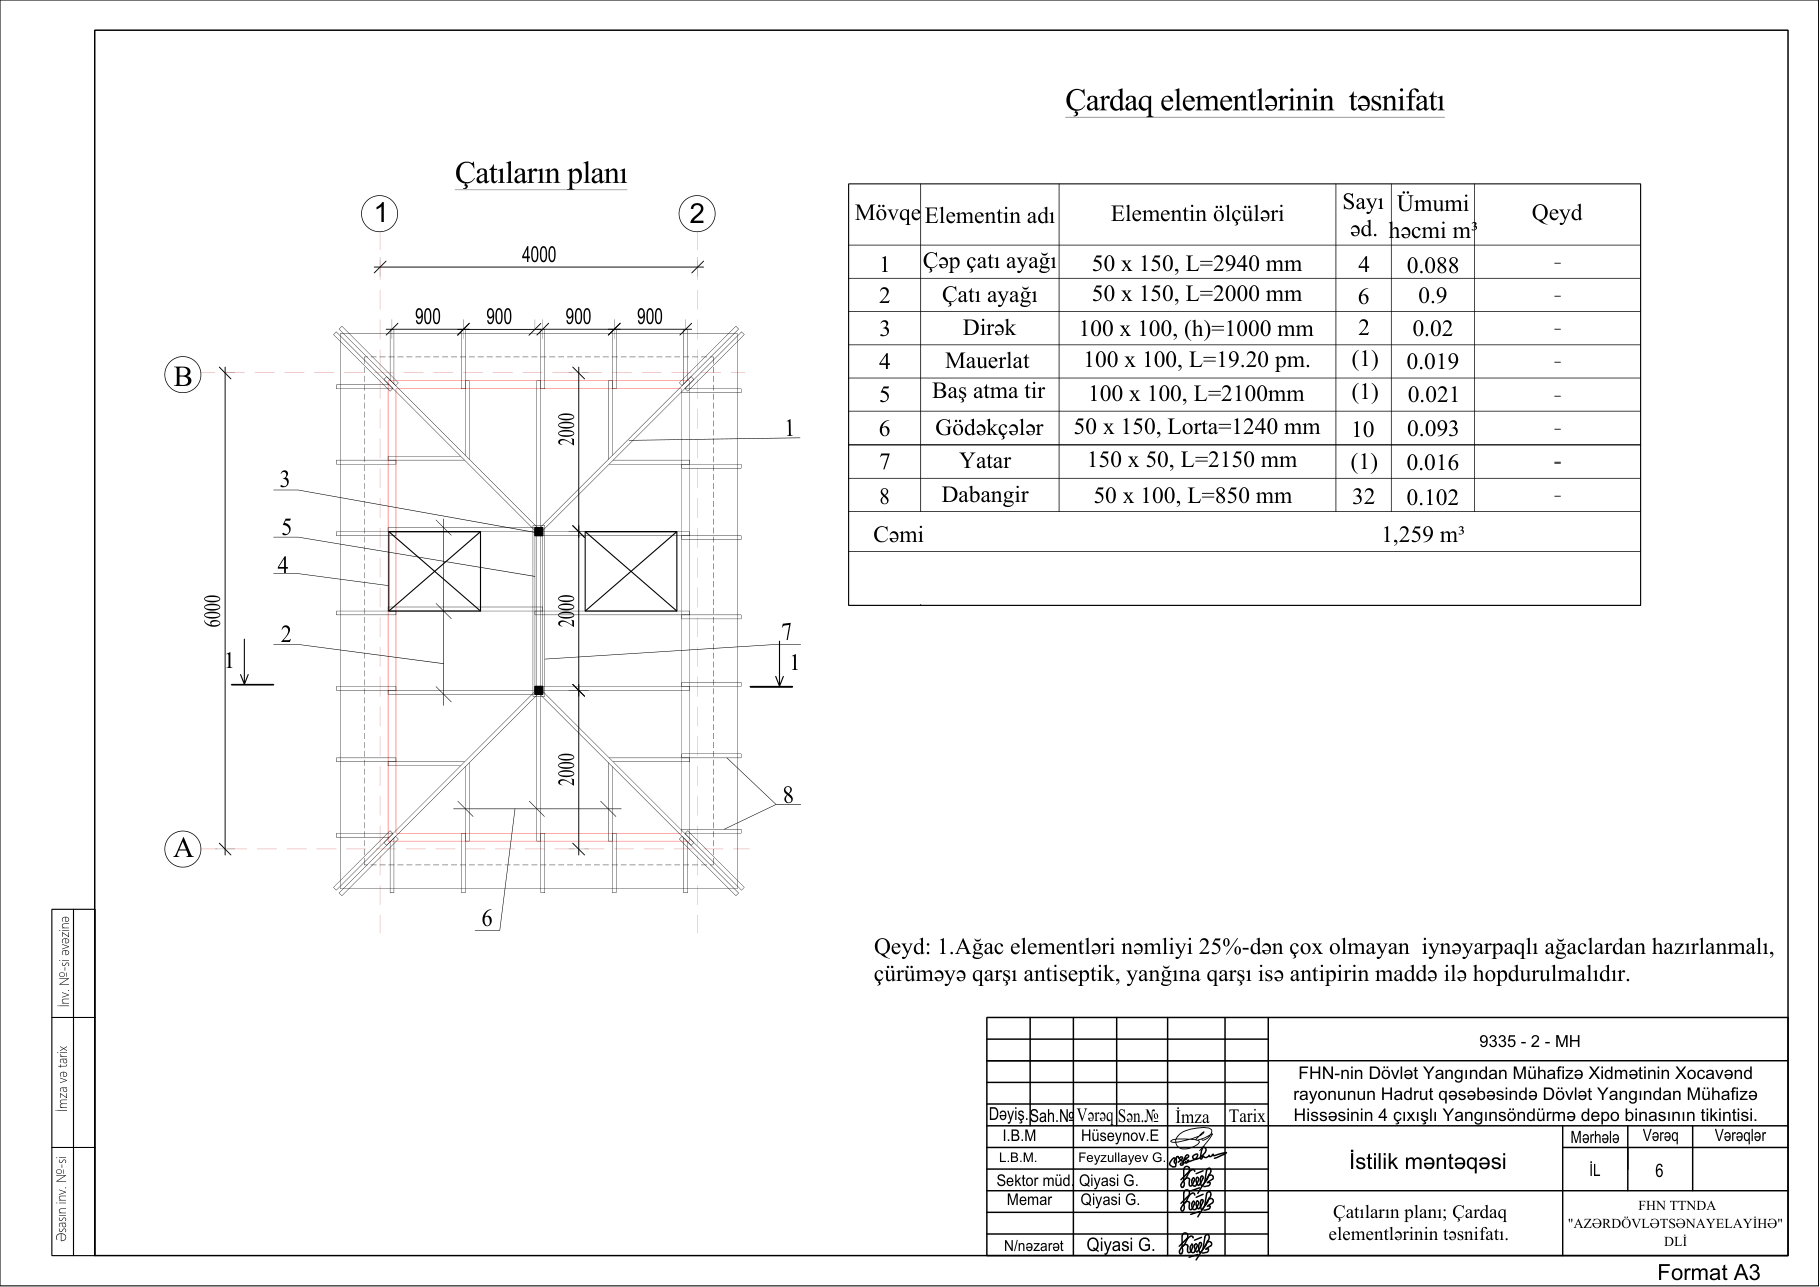 Çardaq elementlərinin təsnifatı
Çatıların planı
1
2
4000
900
900
900
900
B
A
6000
2000
2000
2000
1
3
5
4
2
7
1
1
8
6
Mövqe Elementin adı Elementin ölçüləri Sayı əd. Ümumi həcmi m³ Qeyd
1 Çəp çatı ayağı 50 x 150, L=2940 mm 4 0.088 -
2 Çatı ayağı 50 x 150, L=2000 mm 6 0.9 -
3 Dirək 100 x 100, (h)=1000 mm 2 0.02 -
4 Mauerlat 100 x 100, L=19.20 pm. (1) 0.019 -
5 Baş atma tir 100 x 100, L=2100mm (1) 0.021 -
6 Gödəkçələr 50 x 150, Lorta=1240 mm 10 0.093 -
7 Yatar 150 x 50, L=2150 mm (1) 0.016 -
8 Dabangir 50 x 100, L=850 mm 32 0.102 -
Cəmi 1,259 m³
Qeyd: 1.Ağac elementləri nəmliyi 25%-dən çox olmayan iynəyarpaqlı ağaclardan hazırlanmalı,
çürüməyə qarşı antiseptik, yanğına qarşı isə antipirin maddə ilə hopdurulmalıdır.
İnv. №-si əvəzinə
İmza və tarix
Əsasın inv. №-si
9335 - 2 - MH
FHN-nin Dövlət Yangından Mühafizə Xidmətinin Xocavənd
rayonunun Hadrut qəsəbəsində Dövlət Yangından Mühafizə
Hissəsinin 4 çıxışlı Yangınsöndürmə depo binasının tikintisi.
Dəyiş. Sah.№ Vərəq Sən.№ İmza Tarix
I.B.M Hüseynov.E
L.B.M. Feyzullayev G.
Sektor müd. Qiyasi G.
Memar Qiyasi G.
N/nəzarət Qiyasi G.
İstilik məntəqəsi
Mərhələ Vərəq Vərəqlər
İL 6
Çatıların planı; Çardaq
elementlərinin təsnifatı.
FHN TTNDA
"AZƏRDÖVLƏTSƏNAYELAYİHƏ"
DLİ
Format A3